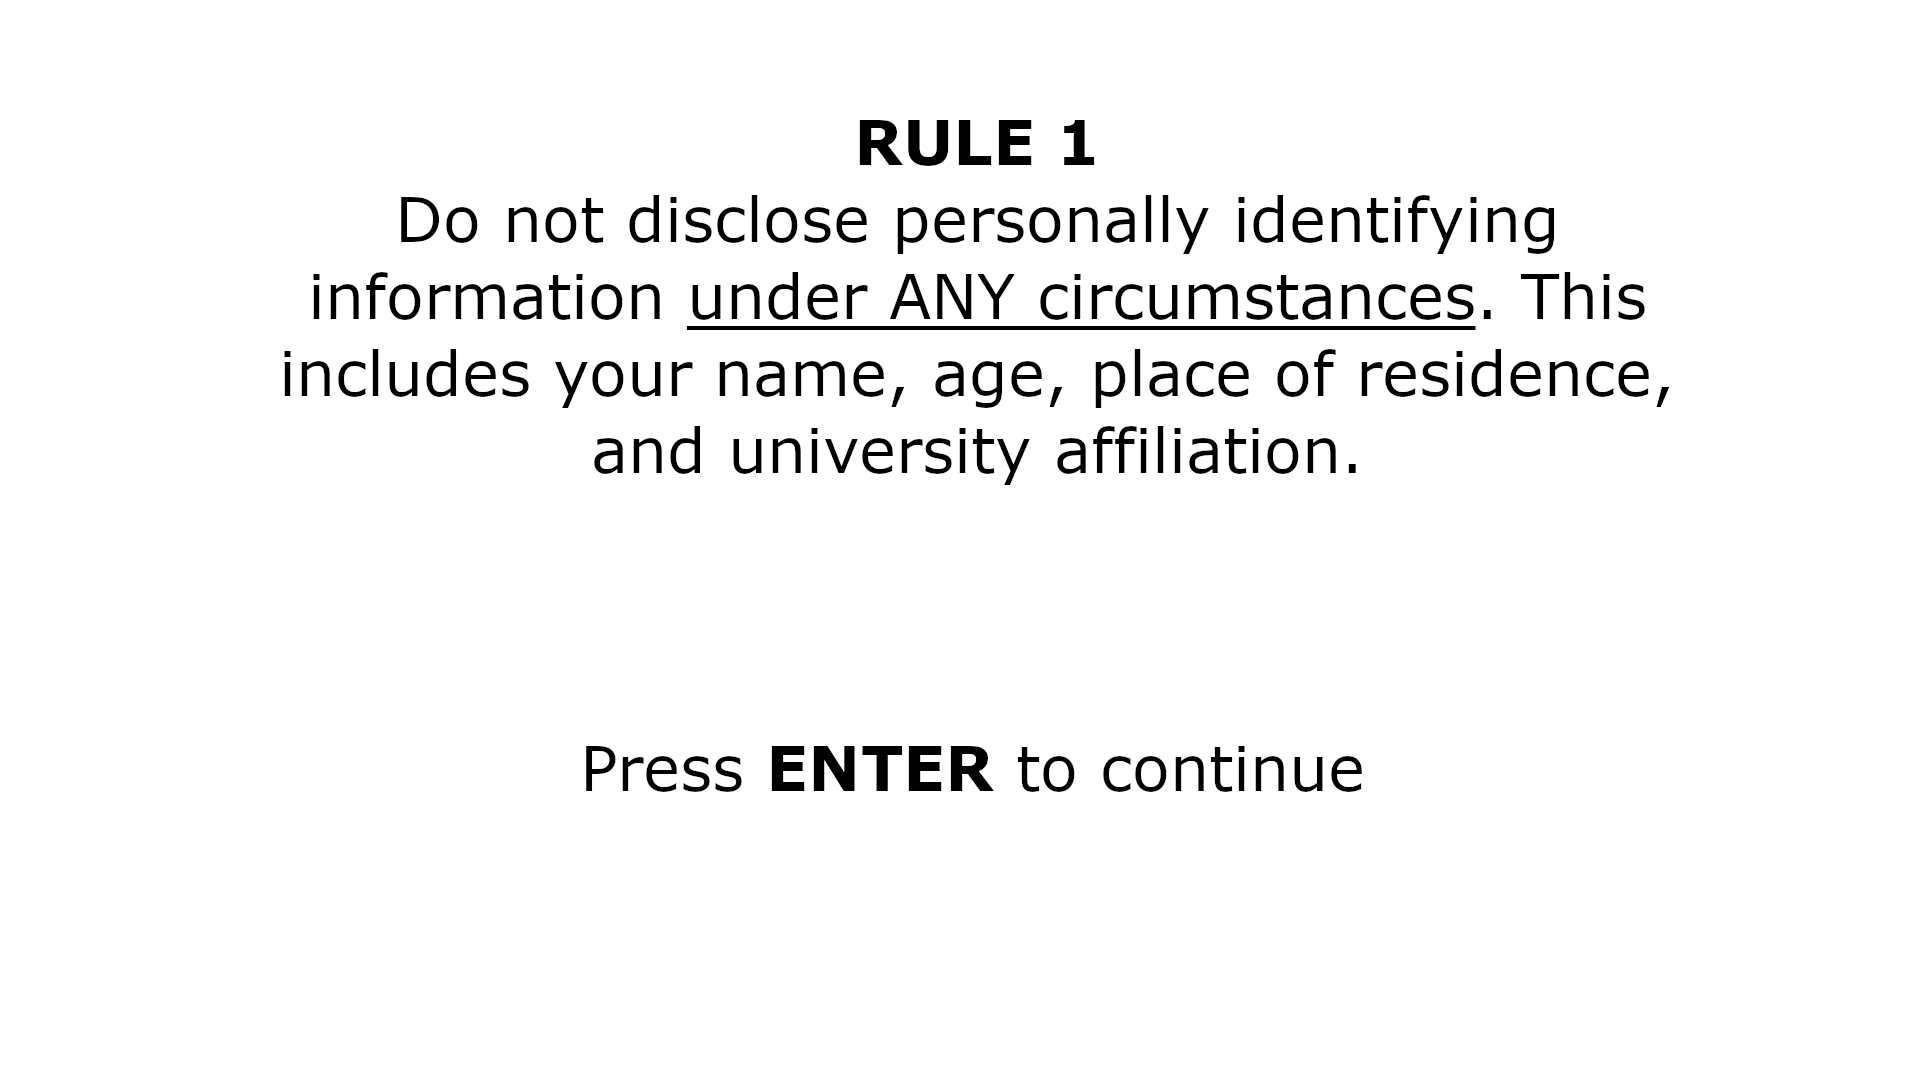 RULE 1
Do not disclose personally identifying
information under ANY circumstances. This
includes your name, age, place of residence,
and university affiliation.
Press ENTER to continue